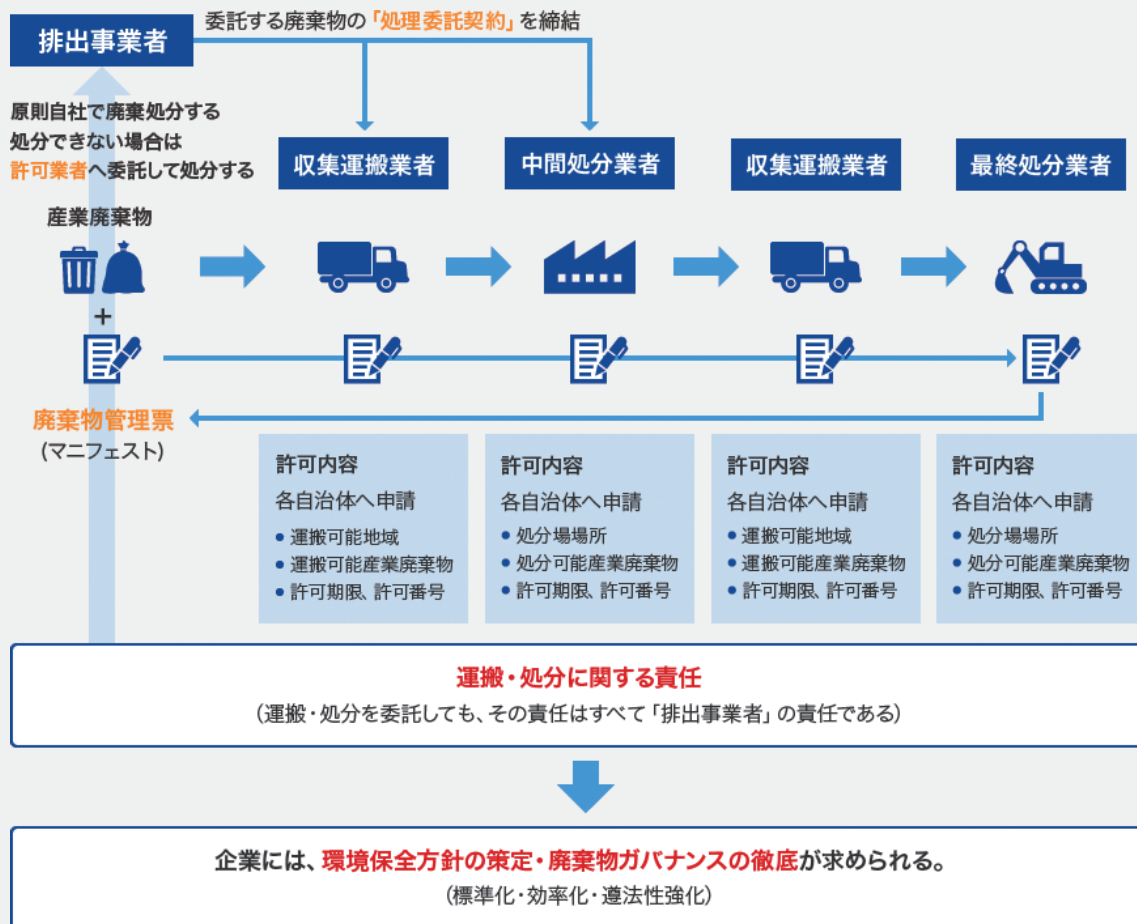 排出事業者
委託する廃棄物の「処理委託契約」を締結
原則自社で廃棄処分する
処分できない場合は
許可業者へ委託して処分する
収集運搬業者
中間処分業者
収集運搬業者
最終処分業者
産業廃棄物
+
廃棄物管理票
(マニフェスト)
許可内容
各自治体へ申請
• 運搬可能地域
• 運搬可能産業廃棄物
• 許可期限、許可番号
許可内容
各自治体へ申請
• 処分場場所
• 処分可能産業廃棄物
• 許可期限、許可番号
許可内容
各自治体へ申請
• 運搬可能地域
• 運搬可能産業廃棄物
• 許可期限、許可番号
許可内容
各自治体へ申請
• 処分場場所
• 処分可能産業廃棄物
• 許可期限、許可番号
運搬・処分に関する責任
(運搬・処分を委託しても、その責任はすべて「排出事業者」の責任である)
企業には、環境保全方針の策定・廃棄物ガバナンスの徹底が求められる。
(標準化・効率化・遵法性強化)